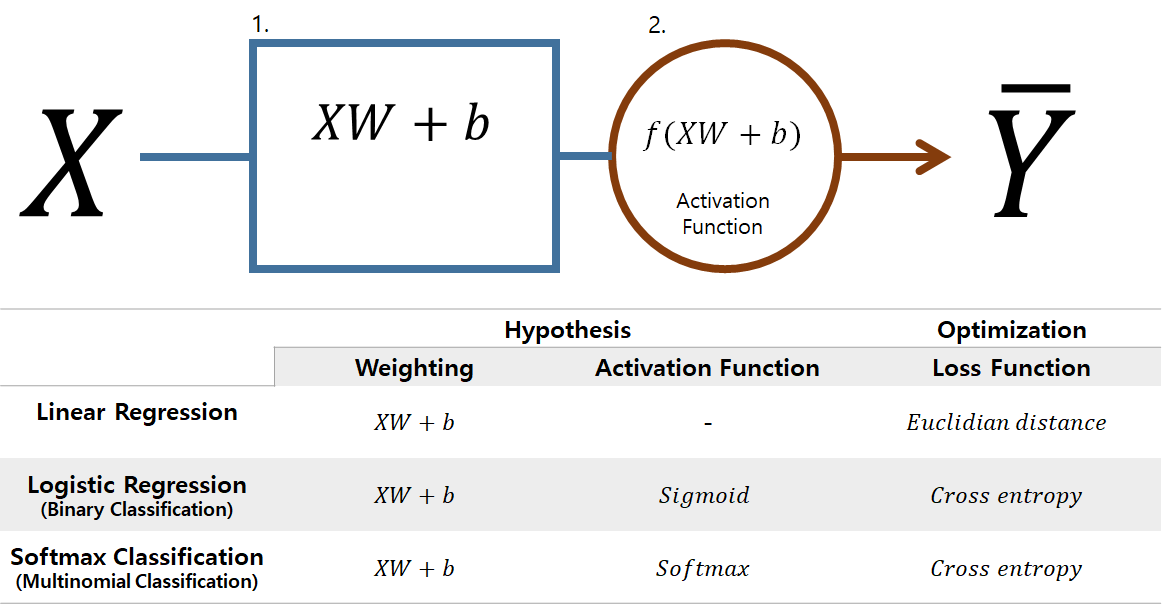 1.
2.
X
XW + b
f(XW + b)
Activation
Function
Y̅
Hypothesis
Optimization
Weighting
Activation Function
Loss Function
Linear Regression
XW + b
-
Euclidian distance
Logistic Regression
(Binary Classification)
XW + b
Sigmoid
Cross entropy
Softmax Classification
(Multinomial Classification)
XW + b
Softmax
Cross entropy